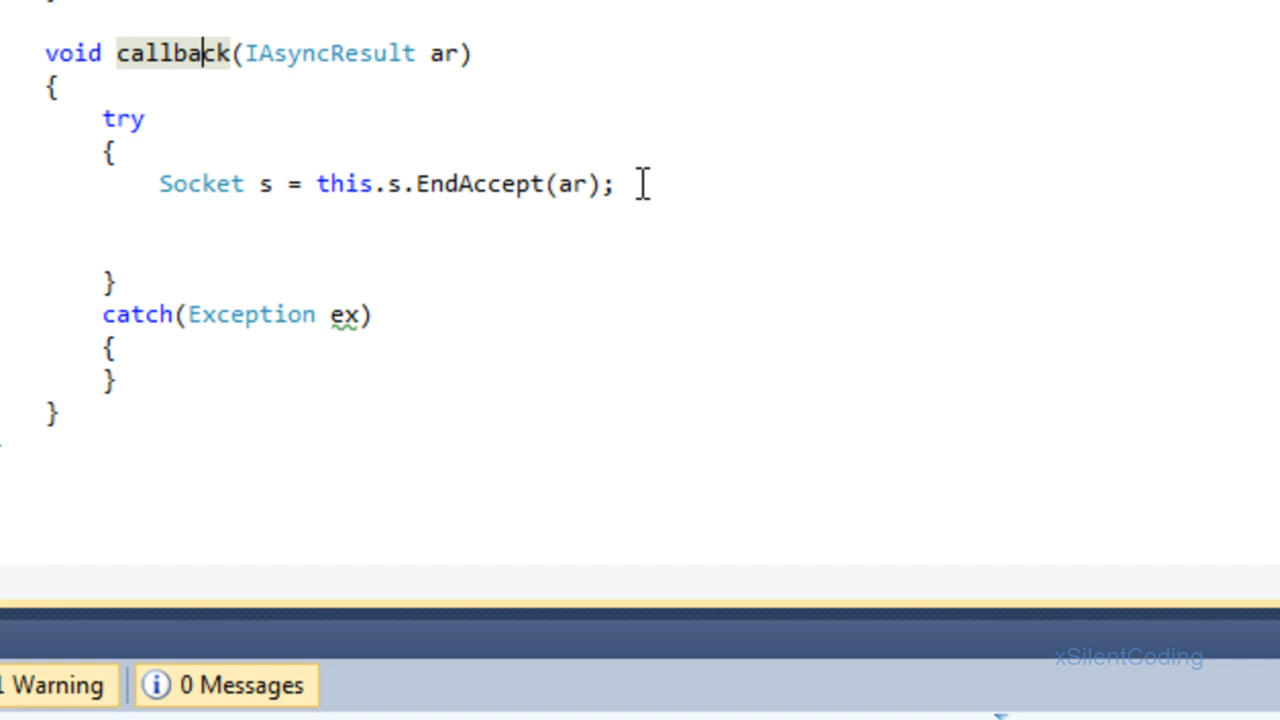 void callback(IAsyncResult ar)
{
try
{
Socket s = this.s.EndAccept(ar);
}
catch(Exception ex)
{
}
}
1 Warning
0 Messages
xSilentCoding